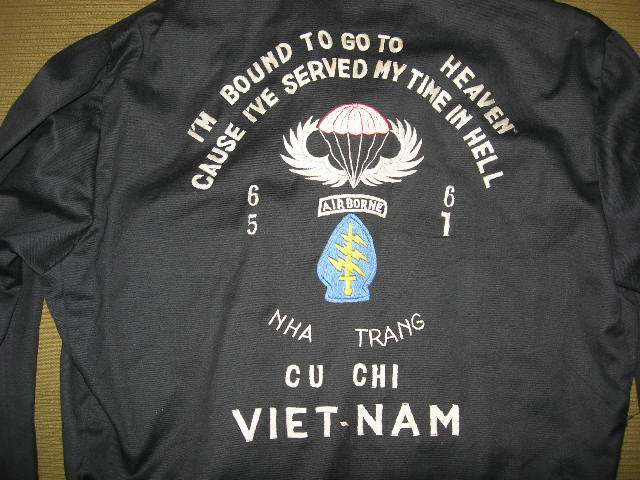 I'M BOUND TO GO TO HEAVEN
CAUSE I'VE SERVED MY TIME IN HELL
AIRBORNE
6 6
5 7
NHA TRANG
CU CHI
VIET-NAM